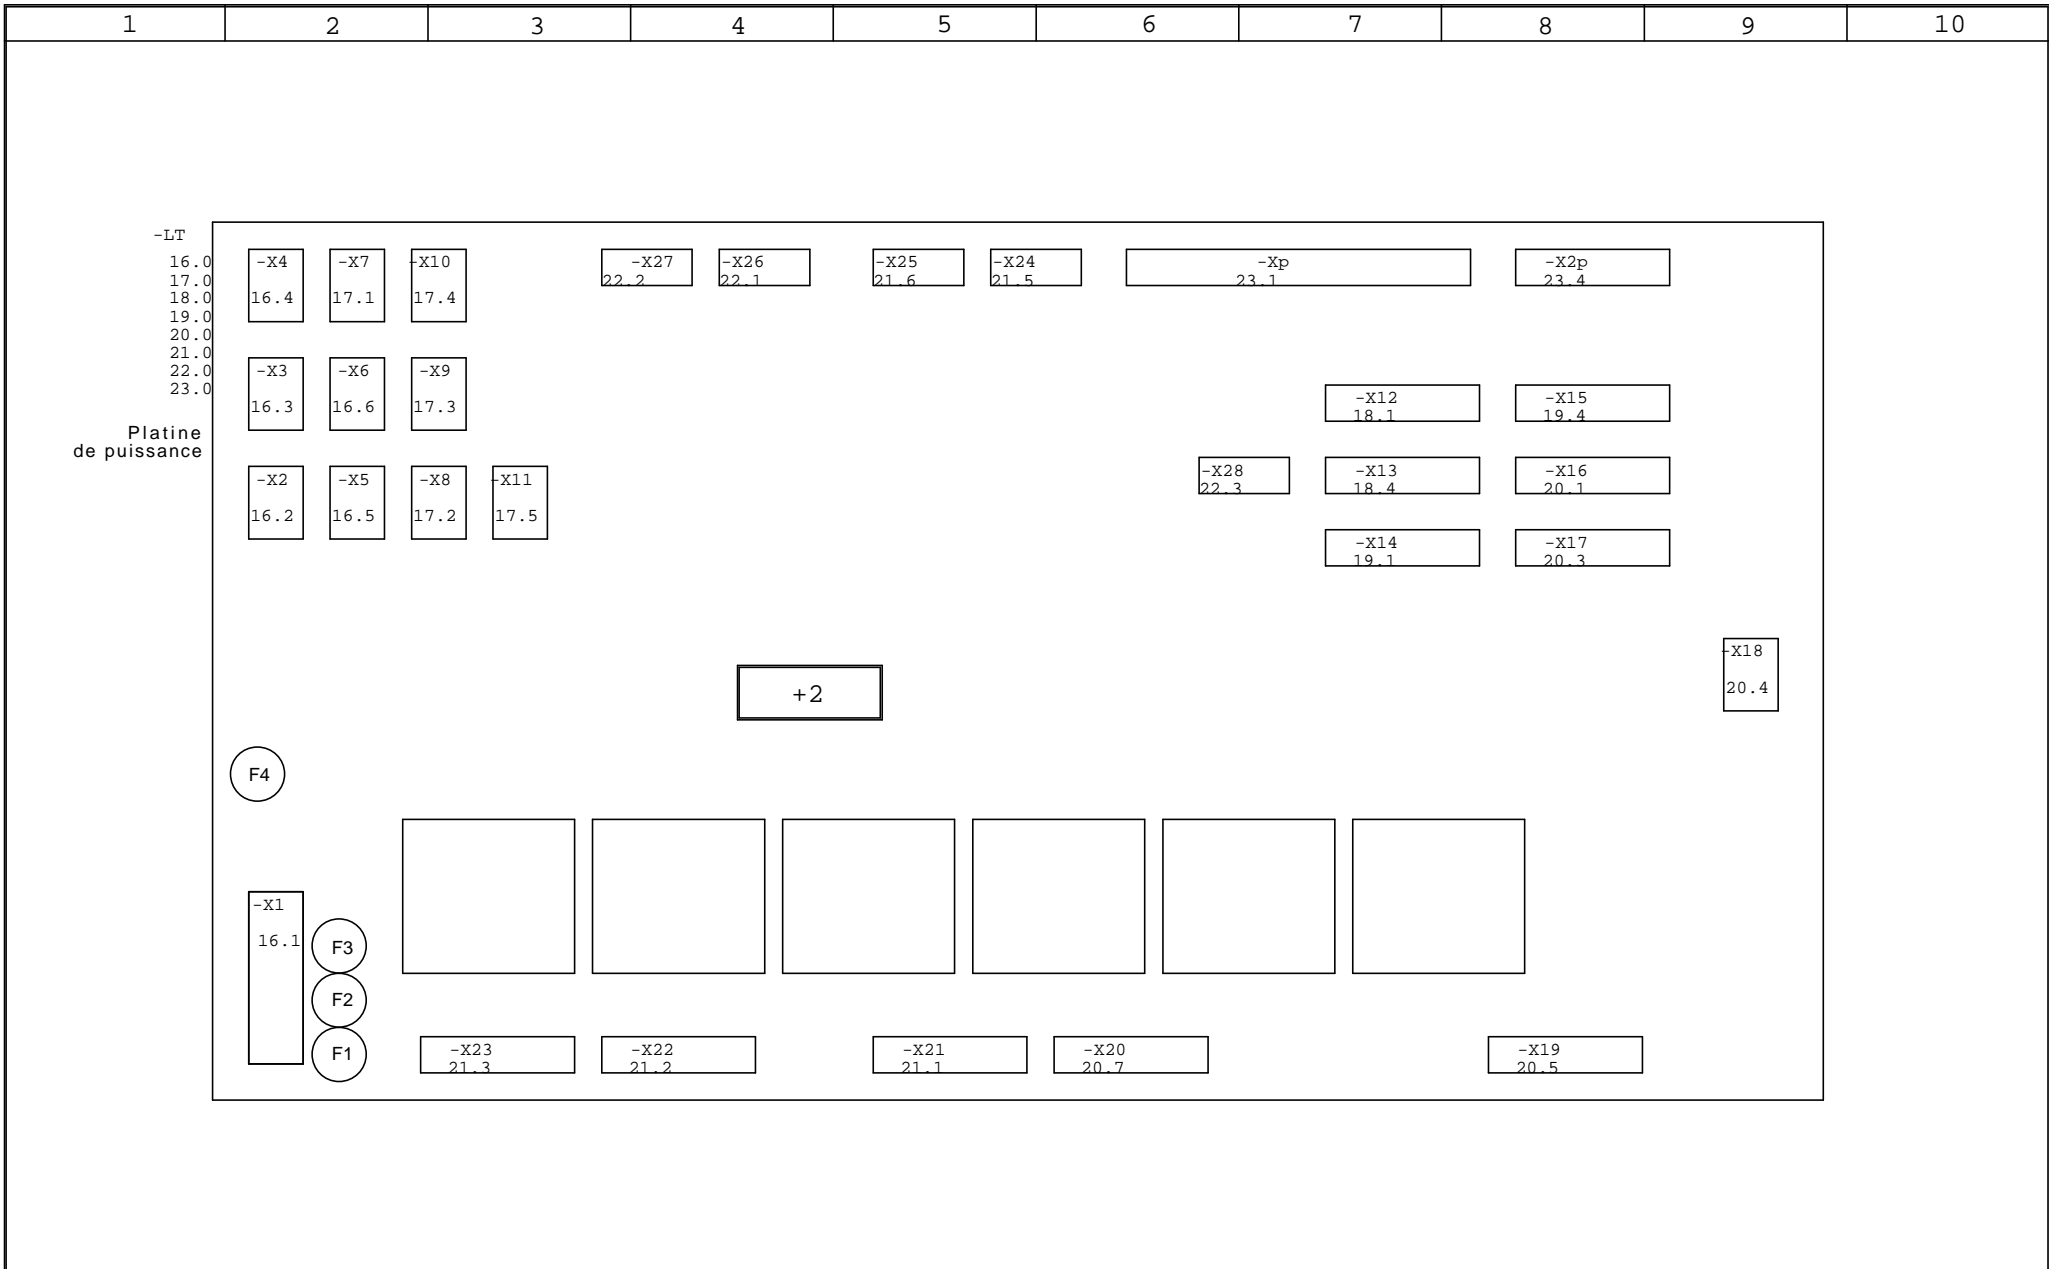 1 2 3 4 5 6 7 8 9 10
-LT
16.0
17.0
18.0
19.0
20.0
21.0
22.0
23.0
Platine
de puissance
-X4 -X7 -X10 -X27 -X26 -X25 -X24 -Xp -X2p
22.2 22.1 21.6 21.5 23.1 23.4
16.4 17.1 17.4
-X3 -X6 -X9
-X12 -X15
16.3 16.6 17.3
18.1 19.4
-X28 -X13 -X16
-X2 -X5 -X8 -X11
22.3 18.4 20.1
16.2 16.5 17.2 17.5
-X14 -X17
19.1 20.3
-X18
20.4
+2
F4
-X1
16.1
F3
F2
F1
-X23 -X22 -X21 -X20 -X19
21.3 21.2 21.1 20.7 20.5